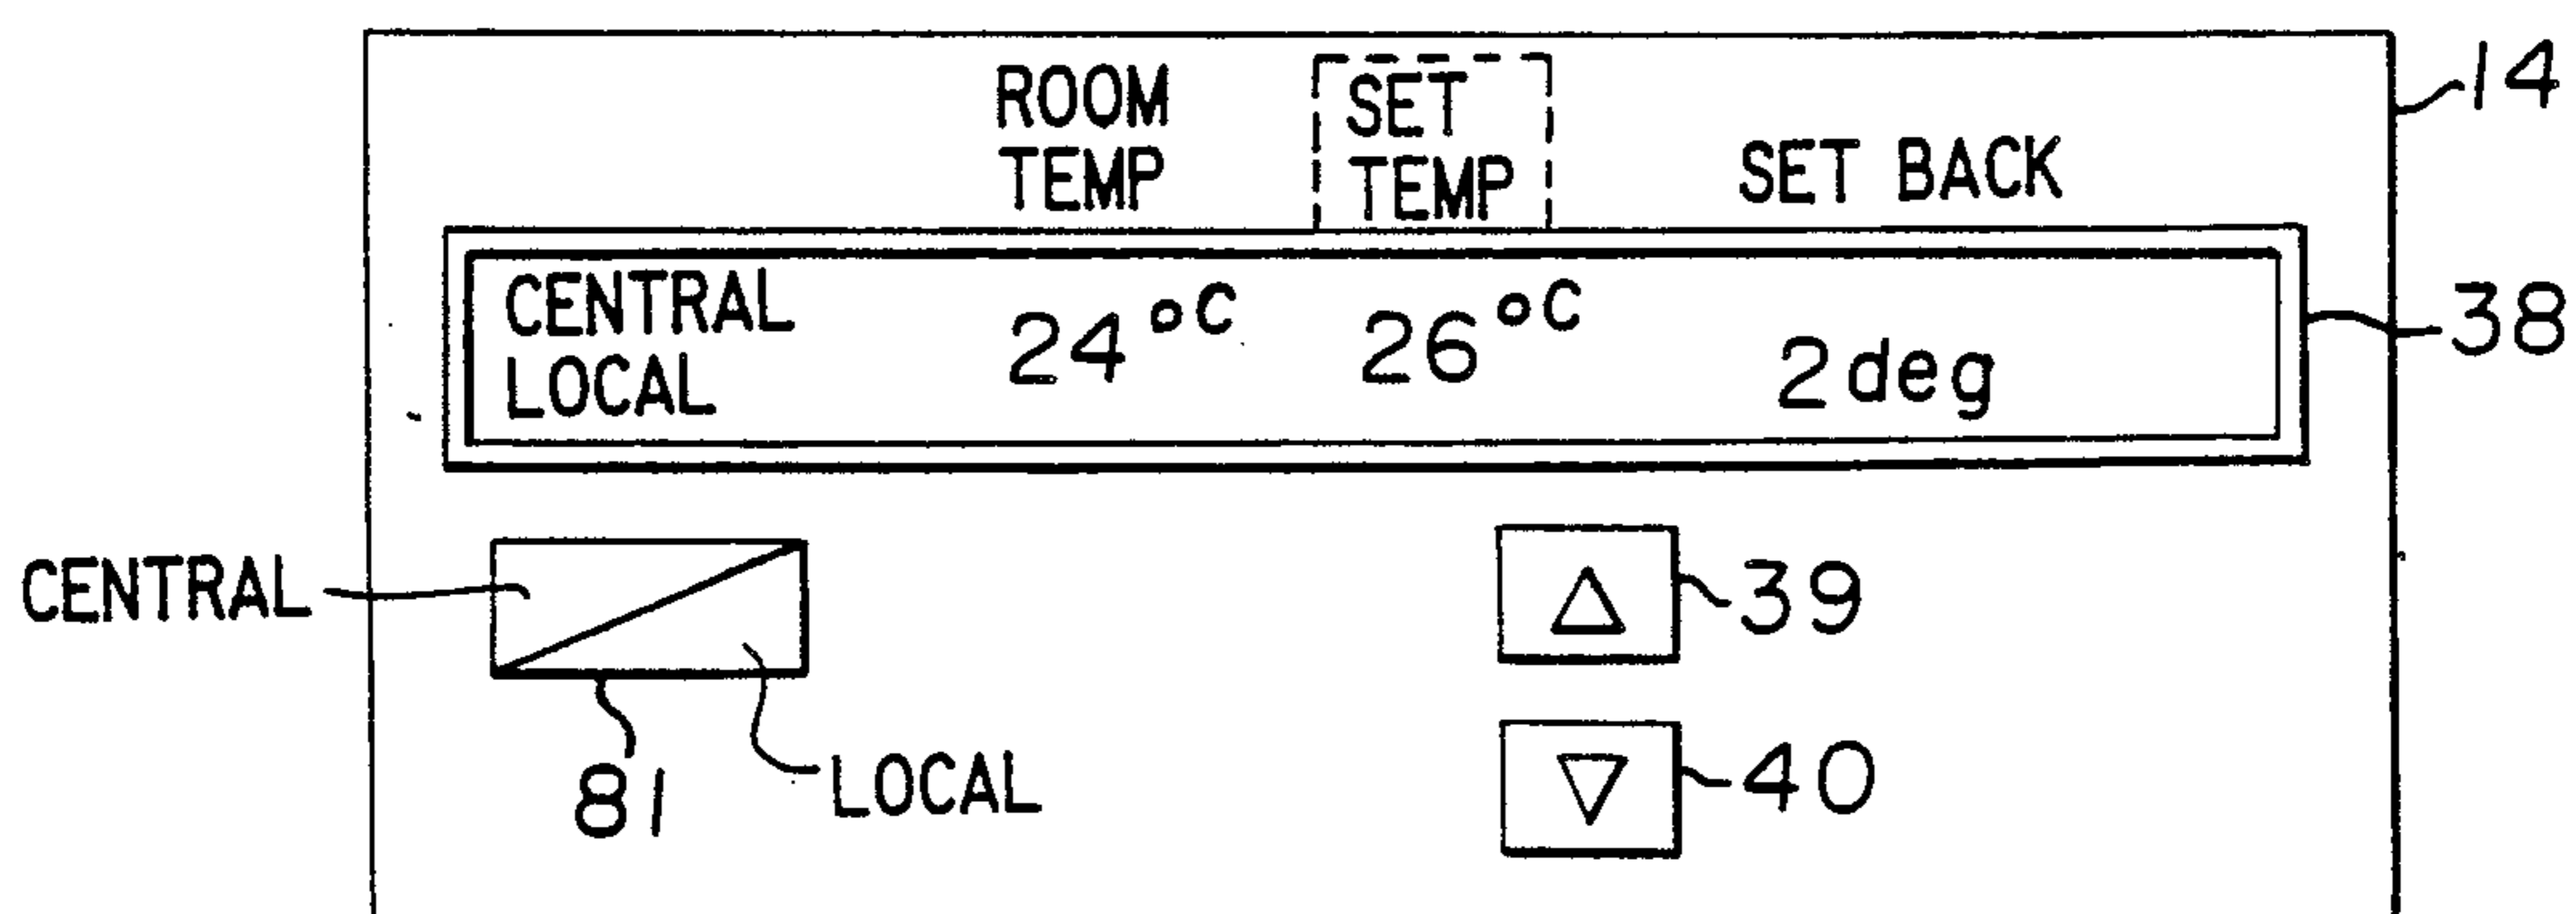 ROOM
TEMP
SET
TEMP
SET BACK
14
CENTRAL
LOCAL
24°C
26°C
2deg
38
CENTRAL
81
LOCAL
39
40